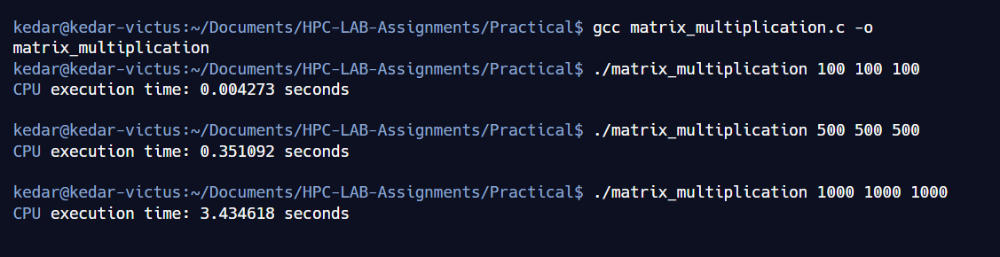 kedar@kedar-victus:~/Documents/HPC-LAB-Assignments/Practical$ gcc matrix_multiplication.c -o
matrix_multiplication
kedar@kedar-victus:~/Documents/HPC-LAB-Assignments/Practical$ ./matrix_multiplication 100 100 100
CPU execution time: 0.004273 seconds
kedar@kedar-victus:~/Documents/HPC-LAB-Assignments/Practical$ ./matrix_multiplication 500 500 500
CPU execution time: 0.351092 seconds
kedar@kedar-victus:~/Documents/HPC-LAB-Assignments/Practical$ ./matrix_multiplication 1000 1000 1000
CPU execution time: 3.434618 seconds